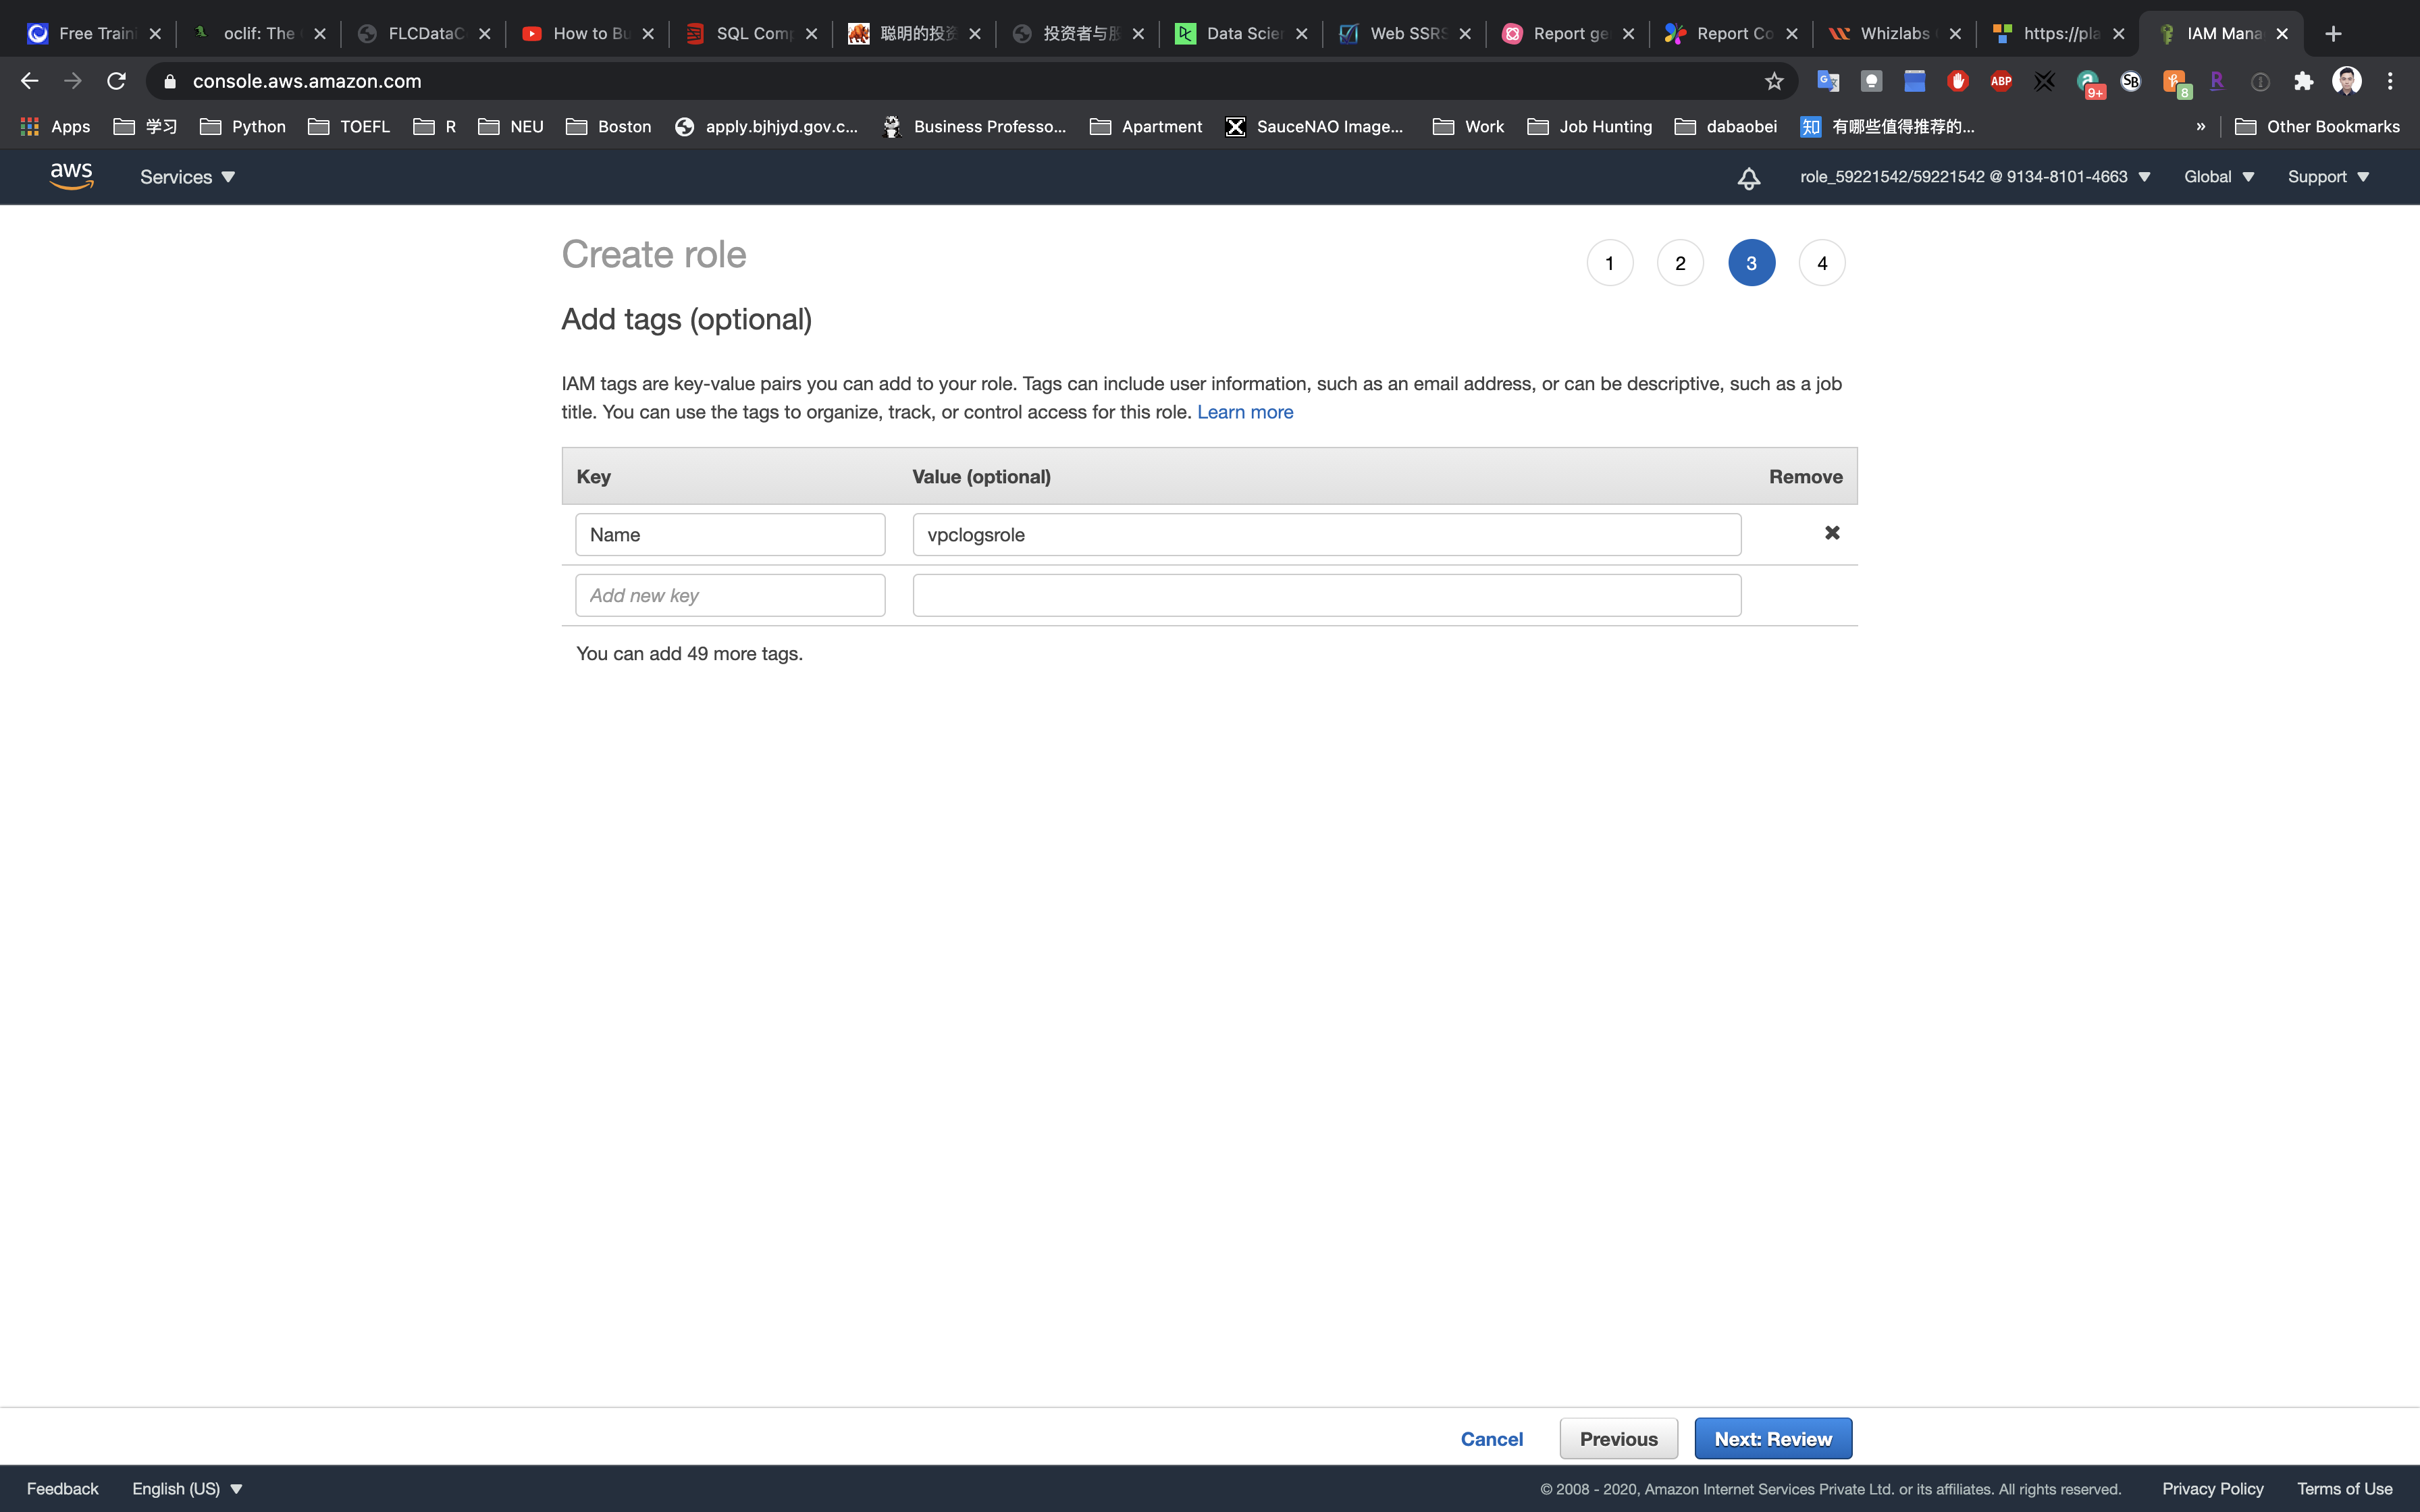 Free Traini
oclif: The
FLCDataC
How to Bu
SQL Comp
聪明的投资
投资者与股
Data Scien
Web SSRS
Report ge
Report Co
Whizlabs
https://pla
IAM Mana
console.aws.amazon.com
ABP
9+
SB
8
R
Apps
学习
Python
TOEFL
R
NEU
Boston
apply.bjhjyd.gov.c...
Business Professo...
Apartment
SauceNAO Image...
Work
Job Hunting
dabaobei
知 有哪些值得推荐的...
»
Other Bookmarks
aws
Services
role_59221542/59221542 @ 9134-8101-4663
Global
Support
Create role
1 2 3 4
Add tags (optional)
IAM tags are key-value pairs you can add to your role. Tags can include user information, such as an email address, or can be descriptive, such as a job
title. You can use the tags to organize, track, or control access for this role. Learn more
Key Value (optional) Remove
Name vpclogsrole
Add new key
You can add 49 more tags.
Cancel Previous Next: Review
Feedback English (US) © 2008 - 2020, Amazon Internet Services Private Ltd. or its affiliates. All rights reserved. Privacy Policy Terms of Use